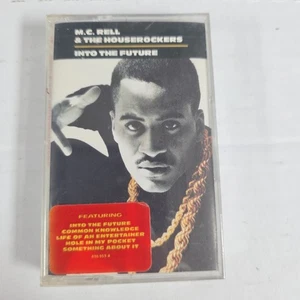 M.C. RELL
& THE HOUSEROCKERS
INTO THE FUTURE
FEATURING
INTO THE FUTURE
COMMON KNOWLEDGE
LIFE OF AN ENTERTAINER
HOLE IN MY POCKET
SOMETHING ABOUT IT